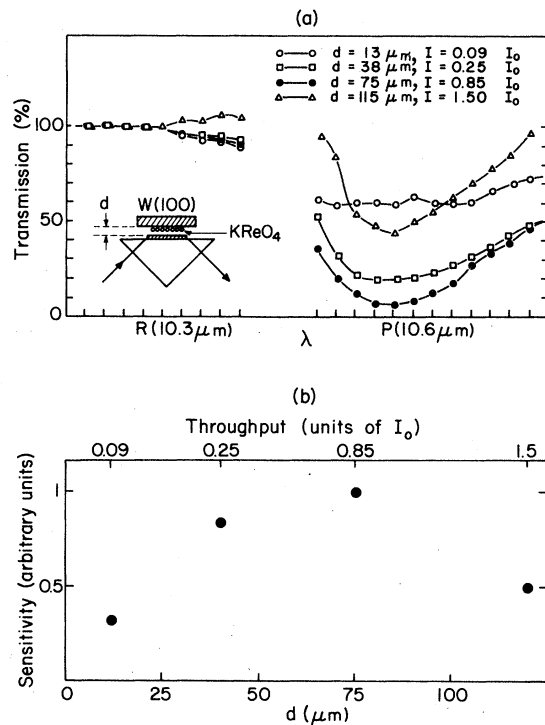 (a)
d = 13 μm, I = 0.09 I₀
d = 38 μm, I = 0.25 I₀
d = 75 μm, I = 0.85 I₀
d = 115 μm, I = 1.50 I₀
Transmission (%)
100
50
0
d
W(100)
KReO₄
R(10.3μm)
λ
P(10.6μm)
(b)
Throughput (units of I₀)
0.09
0.25
0.85
1.5
Sensitivity (arbitrary units)
1
0.5
0
25
50
75
100
d (μm)